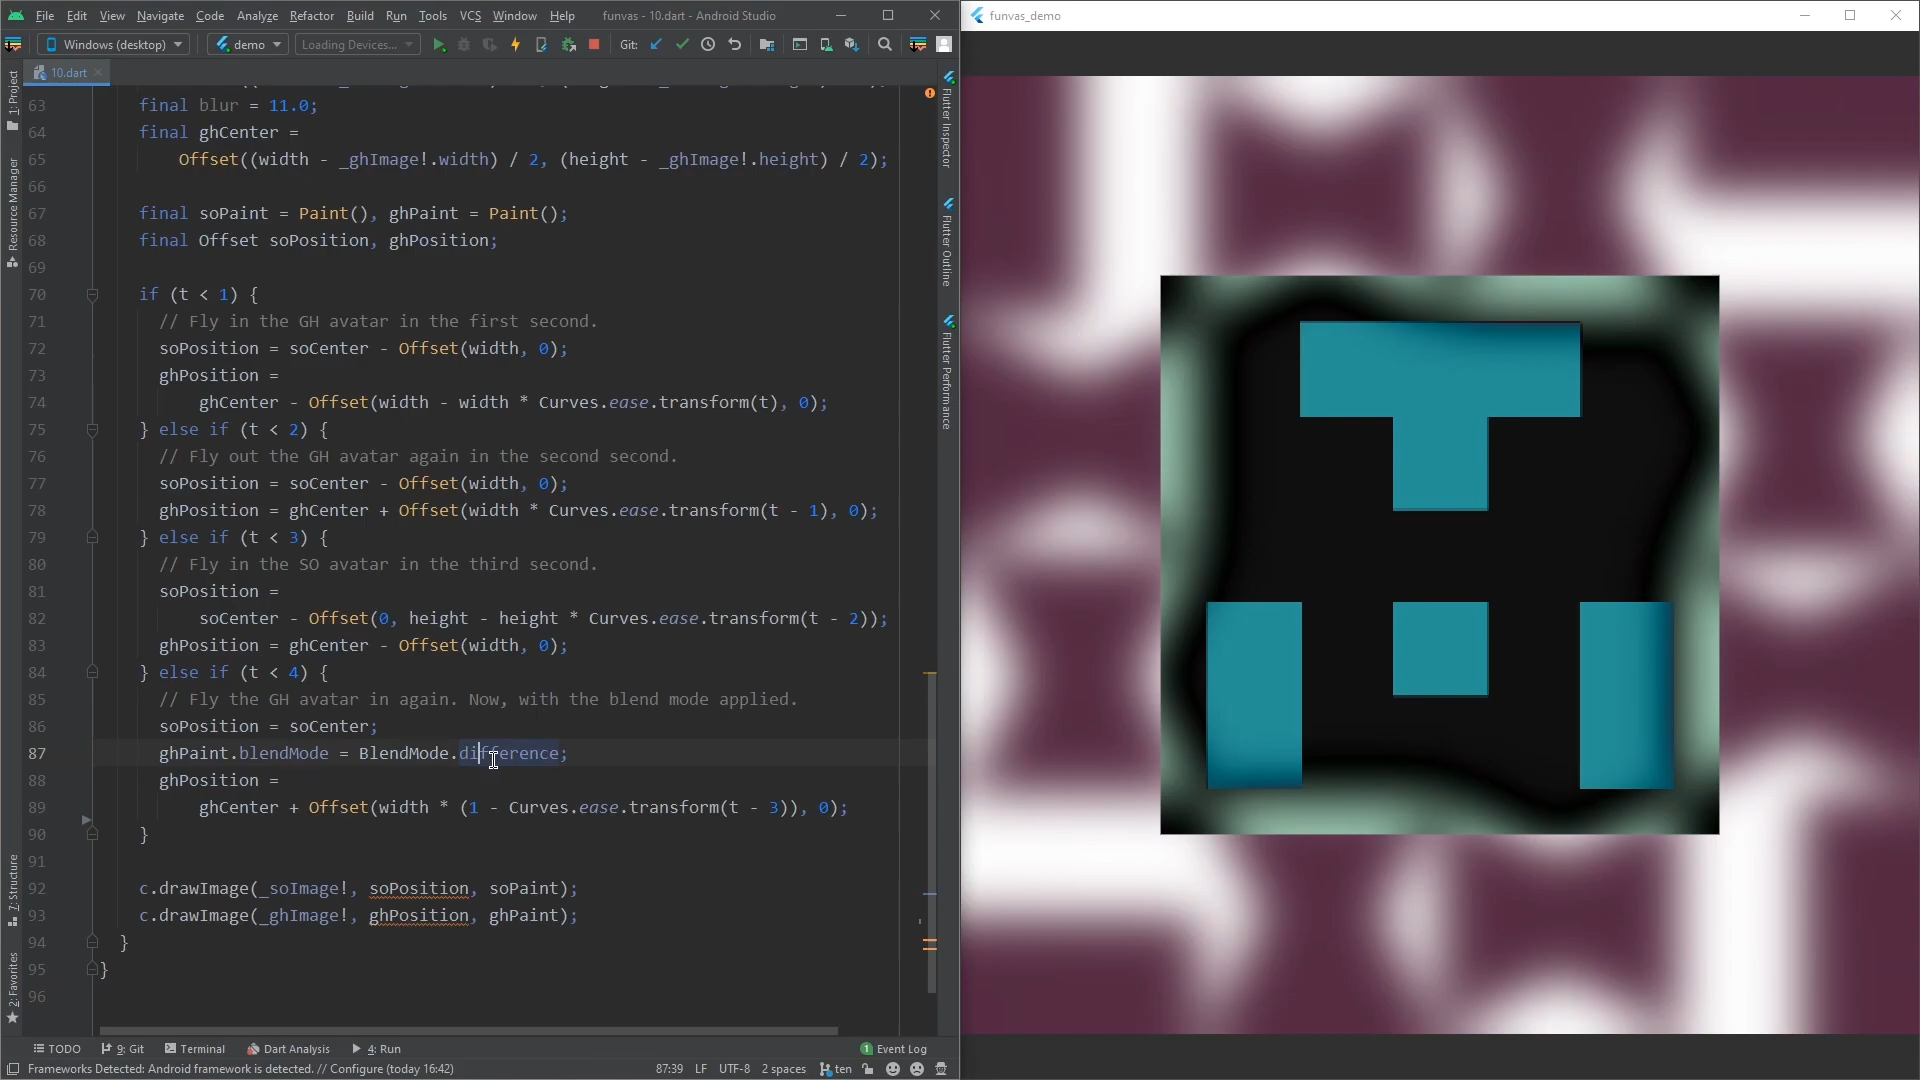 File Edit View Navigate Code Analyze Refactor Build Run Tools VCS Window Help funvas - 10.dart - Android Studio
funvas_demo
Windows (desktop) demo Loading Devices... Git:
10.dart
1: Project
Resource Manager
7: Structure
2: Favorites
63 final blur = 11.0;
64 final ghCenter =
65 Offset((width - _ghImage!.width) / 2, (height - _ghImage!.height) / 2);
66
67 final soPaint = Paint(), ghPaint = Paint();
68 final Offset soPosition, ghPosition;
69
70 if (t < 1) {
71 // Fly in the GH avatar in the first second.
72 soPosition = soCenter - Offset(width, 0);
73 ghPosition =
74 ghCenter - Offset(width - width * Curves.ease.transform(t), 0);
75 } else if (t < 2) {
76 // Fly out the GH avatar again in the second second.
77 soPosition = soCenter - Offset(width, 0);
78 ghPosition = ghCenter + Offset(width * Curves.ease.transform(t - 1), 0);
79 } else if (t < 3) {
80 // Fly in the SO avatar in the third second.
81 soPosition =
82 soCenter - Offset(0, height - height * Curves.ease.transform(t - 2));
83 ghPosition = ghCenter - Offset(width, 0);
84 } else if (t < 4) {
85 // Fly the GH avatar in again. Now, with the blend mode applied.
86 soPosition = soCenter;
87 ghPaint.blendMode = BlendMode.difference;
88 ghPosition =
89 ghCenter + Offset(width * (1 - Curves.ease.transform(t - 3)), 0);
90 }
91
92 c.drawImage(_soImage!, soPosition, soPaint);
93 c.drawImage(_ghImage!, ghPosition, ghPaint);
94 }
95 }
96
Flutter Inspector
Flutter Outline
Flutter Performance
TODO 9: Git Terminal Dart Analysis 4: Run 1 Event Log
Frameworks Detected: Android framework is detected. // Configure (today 16:42) 87:39 LF UTF-8 2 spaces ten